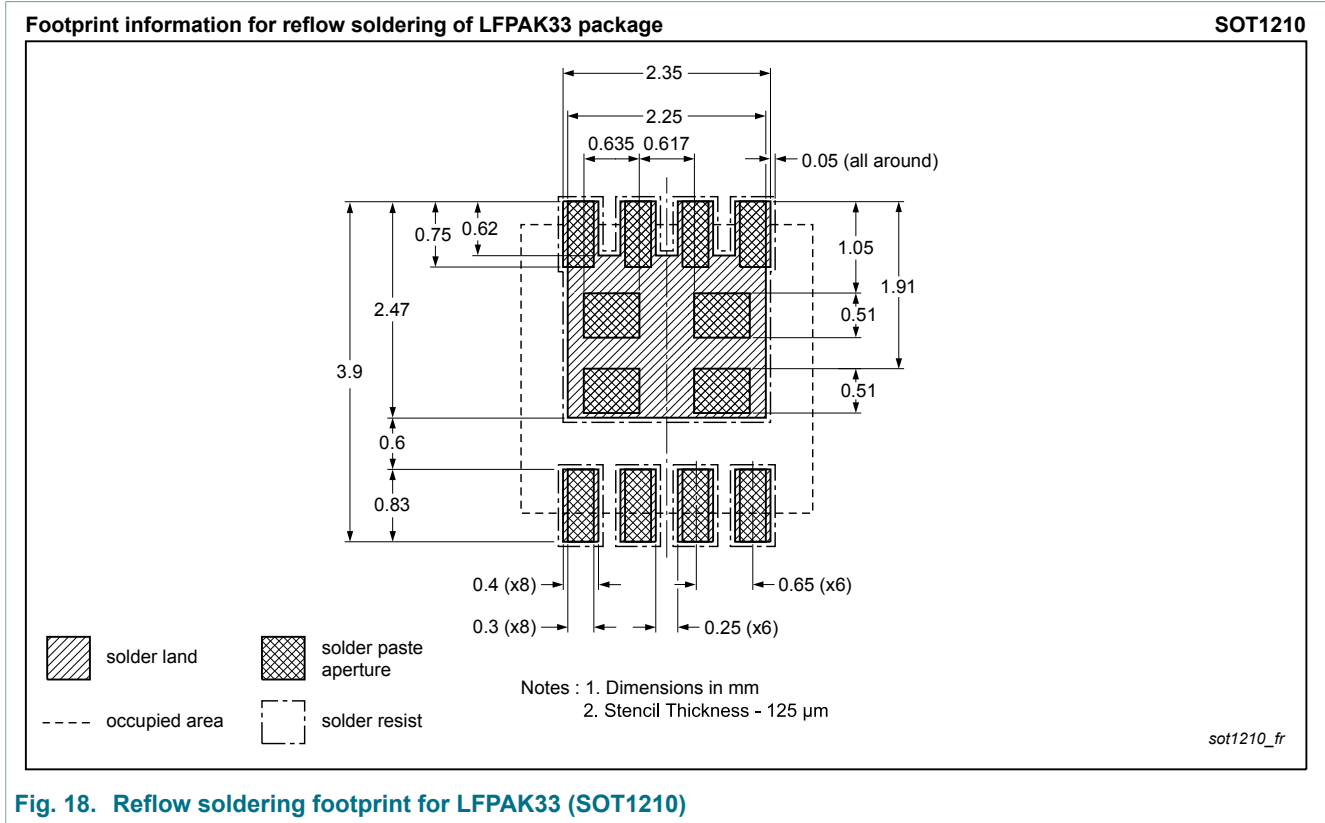 Footprint information for reflow soldering of LFPAK33 package SOT1210
2.35
2.25
0.635 0.617
0.05 (all around)
0.75 0.62
1.05
1.91
2.47
0.51
3.9
0.51
0.6
0.83
0.4 (x8)
0.65 (x6)
0.3 (x8)
0.25 (x6)
solder land
solder paste
aperture
occupied area
solder resist
Notes : 1. Dimensions in mm
2. Stencil Thickness - 125 µm
sot1210_fr
Fig. 18. Reflow soldering footprint for LFPAK33 (SOT1210)